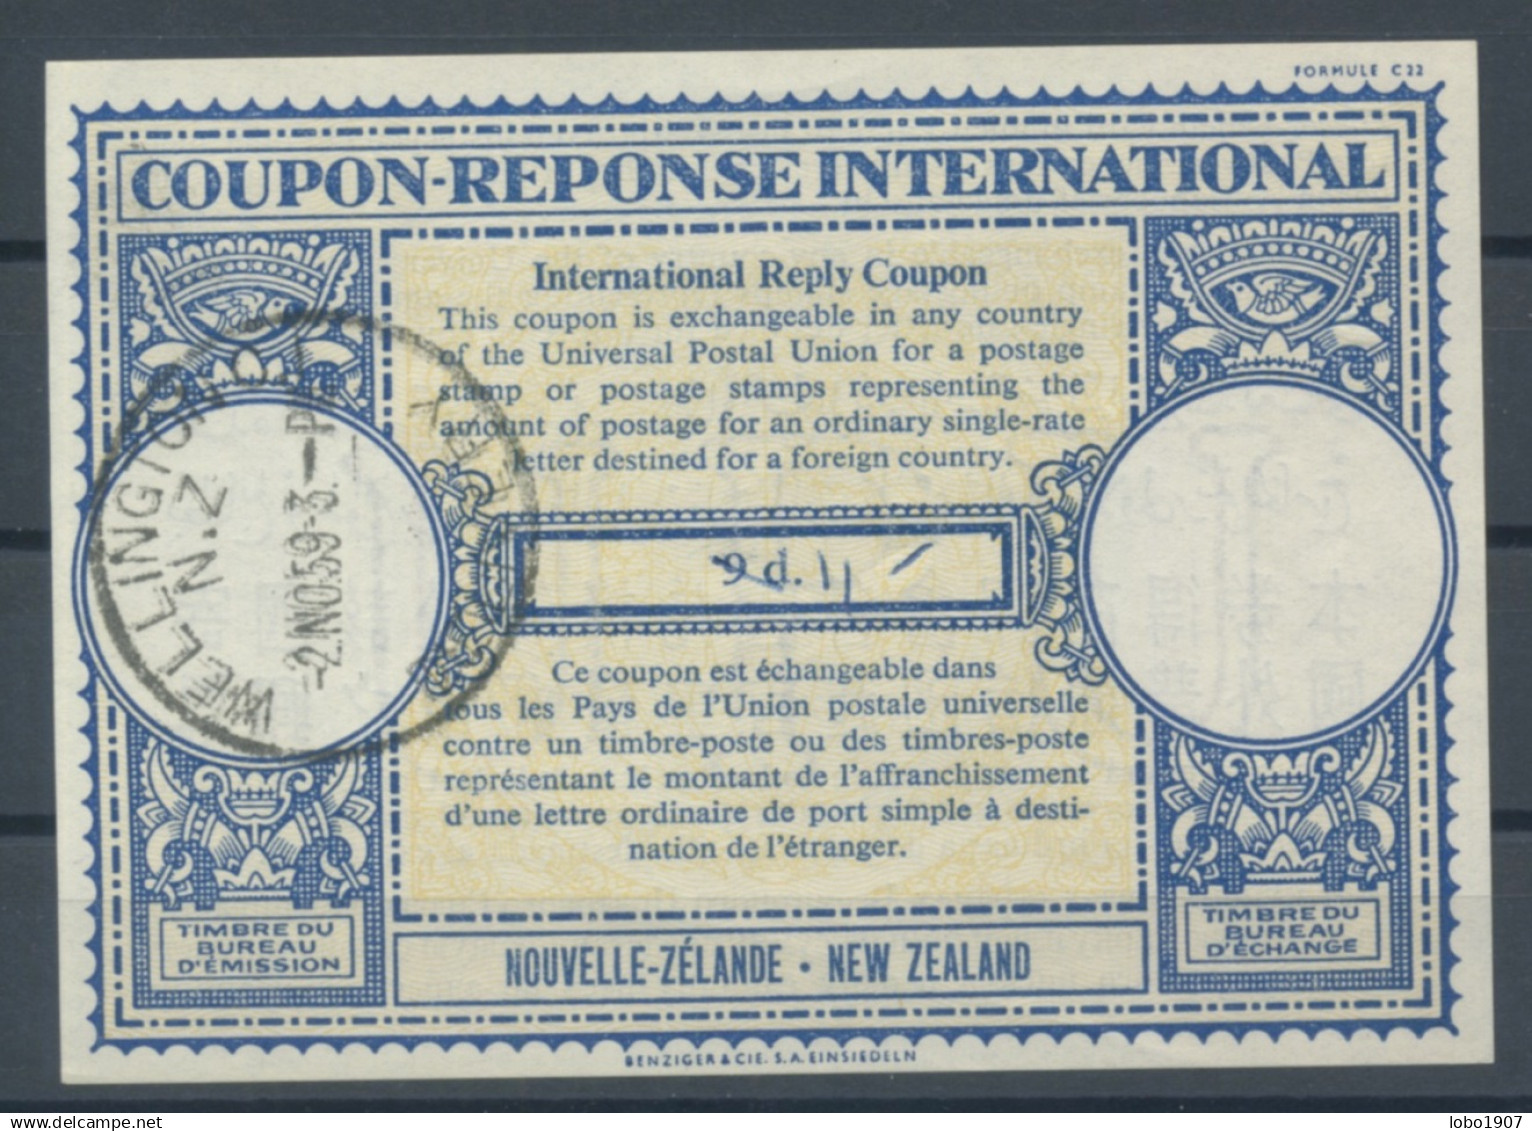 FORMULE C22
COUPON-REPONSE INTERNATIONAL
International Reply Coupon
This coupon is exchangeable in any country
of the Universal Postal Union for a postage
stamp or postage stamps representing the
amount of postage for an ordinary single-rate
letter destined for a foreign country.
WELLINGTON
N.Z
-2.NO59-3.
9 d. 1/-
Ce coupon est échangeable dans
tous les Pays de l'Union postale universelle
contre un timbre-poste ou des timbres-poste
représentant le montant de l'affranchissement
d'une lettre ordinaire de port simple à desti-
nation de l'étranger.
TIMBRE DU
BUREAU
D'ÉMISSION
TIMBRE DU
BUREAU
D'ÉCHANGE
NOUVELLE-ZÉLANDE • NEW ZEALAND
BENZIGER & CIE. S.A. EINSIEDELN
delcampe.net
lobo1907